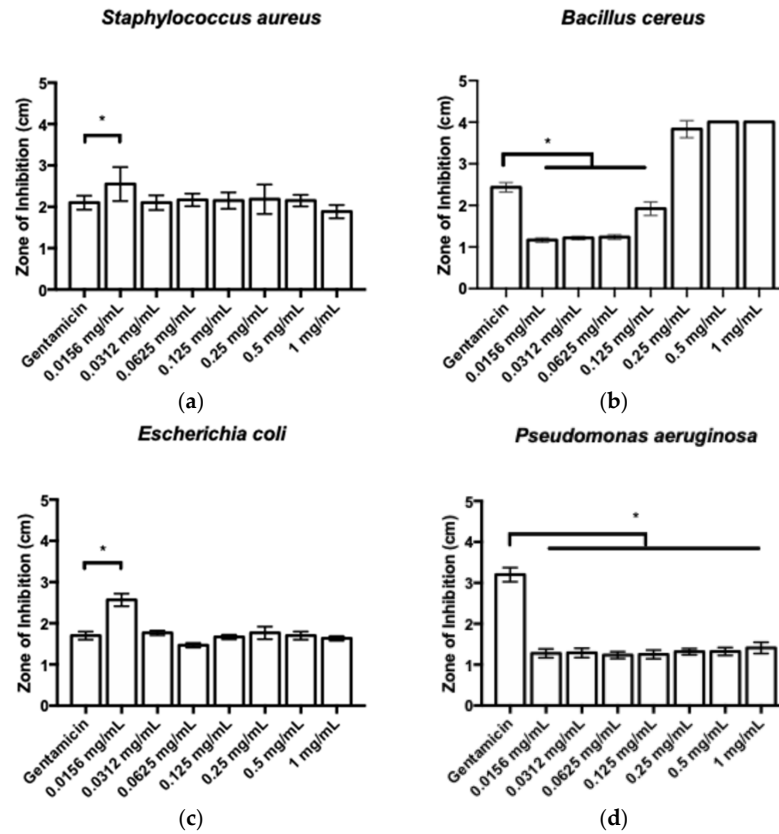 Staphylococcus aureus
Zone of Inhibition (cm)
5
4
3
2
1
0
*
Gentamicin
0.0156 mg/mL
0.0312 mg/mL
0.0625 mg/mL
0.125 mg/mL
0.25 mg/mL
0.5 mg/mL
1 mg/mL
(a)
Bacillus cereus
Zone of Inhibition (cm)
5
4
3
2
1
0
*
Gentamicin
0.0156 mg/mL
0.0312 mg/mL
0.0625 mg/mL
0.125 mg/mL
0.25 mg/mL
0.5 mg/mL
1 mg/mL
(b)
Escherichia coli
Zone of Inhibition (cm)
5
4
3
2
1
0
*
Gentamicin
0.0156 mg/mL
0.0312 mg/mL
0.0625 mg/mL
0.125 mg/mL
0.25 mg/mL
0.5 mg/mL
1 mg/mL
(c)
Pseudomonas aeruginosa
Zone of Inhibition (cm)
5
4
3
2
1
0
*
Gentamicin
0.0156 mg/mL
0.0312 mg/mL
0.0625 mg/mL
0.125 mg/mL
0.25 mg/mL
0.5 mg/mL
1 mg/mL
(d)